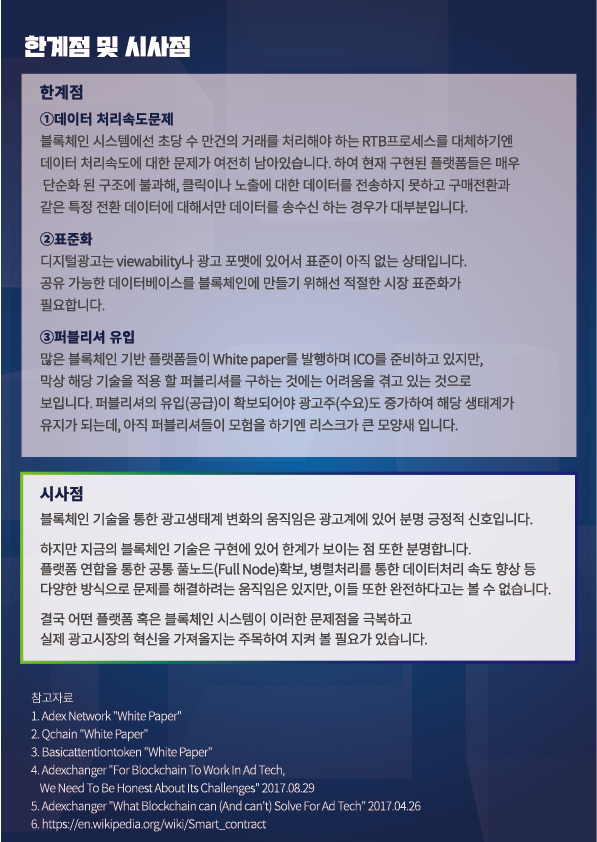 한계점 및 시사점
한계점
①데이터 처리속도문제
블록체인 시스템에선 초당 수 만건의 거래를 처리해야 하는 RTB프로세스를 대체하기엔
데이터 처리속도에 대한 문제가 여전히 남아있습니다. 하여 현재 구현된 플랫폼들은 매우
단순화 된 구조에 불과해, 클릭이나 노출에 대한 데이터를 전송하지 못하고 구매전환과
같은 특정 전환 데이터에 대해서만 데이터를 송수신 하는 경우가 대부분입니다.
②표준화
디지털광고는 viewability나 광고 포맷에 있어서 표준이 아직 없는 상태입니다.
공유 가능한 데이터베이스를 블록체인에 만들기 위해선 적절한 시장 표준화가
필요합니다.
③퍼블리셔 유입
많은 블록체인 기반 플랫폼들이 White paper를 발행하며 ICO를 준비하고 있지만,
막상 해당 기술을 적용 할 퍼블리셔를 구하는 것에는 어려움을 겪고 있는 것으로
보입니다. 퍼블리셔의 유입(공급)이 확보되어야 광고주(수요)도 증가하여 해당 생태계가
유지가 되는데, 아직 퍼블리셔들이 모험을 하기엔 리스크가 큰 모양새 입니다.
시사점
블록체인 기술을 통한 광고생태계 변화의 움직임은 광고계에 있어 분명 긍정적 신호입니다.
하지만 지금의 블록체인 기술은 구현에 있어 한계가 보이는 점 또한 분명합니다.
플랫폼 연합을 통한 공통 풀노드(Full Node)확보, 병렬처리를 통한 데이터처리 속도 향상 등
다양한 방식으로 문제를 해결하려는 움직임은 있지만, 이들 또한 완전하다고는 볼 수 없습니다.
결국 어떤 플랫폼 혹은 블록체인 시스템이 이러한 문제점을 극복하고
실제 광고시장의 혁신을 가져올지는 주목하여 지켜 볼 필요가 있습니다.
참고자료
1. Adex Network "White Paper"
2. Qchain "White Paper"
3. Basicattentiontoken "White Paper"
4. Adexchanger "For Blockchain To Work In Ad Tech,
We Need To Be Honest About Its Challenges" 2017.08.29
5. Adexchanger "What Blockchain can (And can't) Solve For Ad Tech" 2017.04.26
6. https://en.wikipedia.org/wiki/Smart_contract